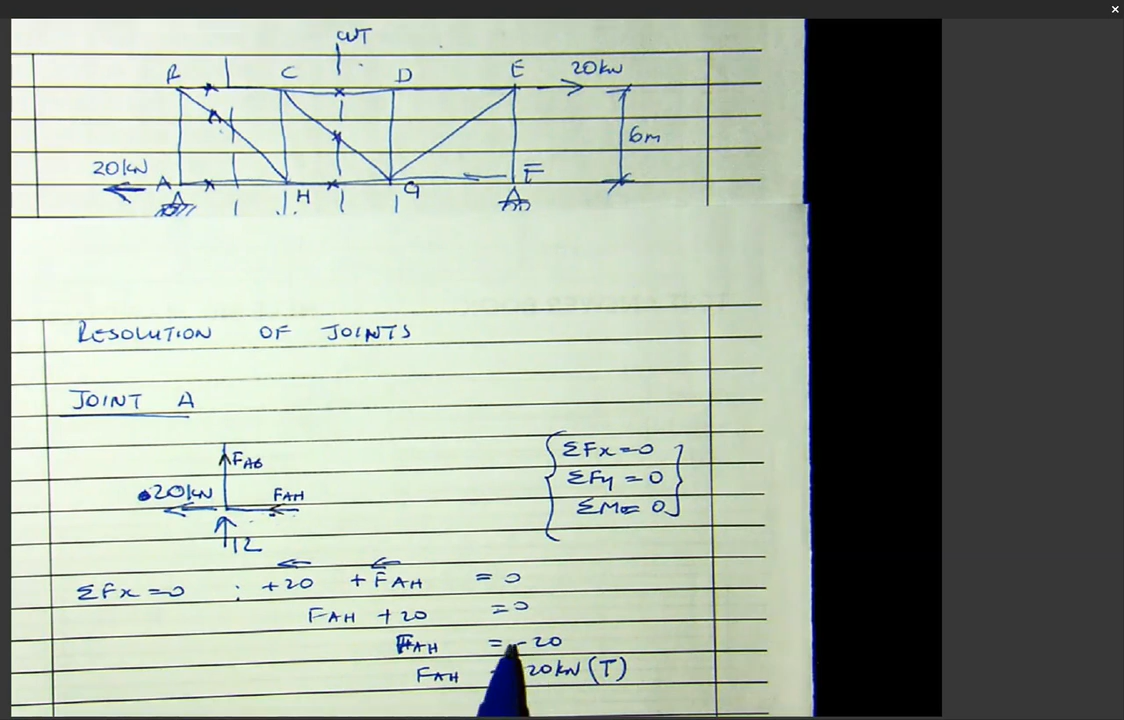 CUT
B C D E 20kN
6m
20kN A H G F
RESOLUTION OF JOINTS
JOINT A
FAB
20kN FAH
12
ΣFx=0
ΣFy=0
ΣM=0
ΣFx=0 : +20 +FAH =0
FAH +20 =0
FAH =-20
FAH 20kN (T)